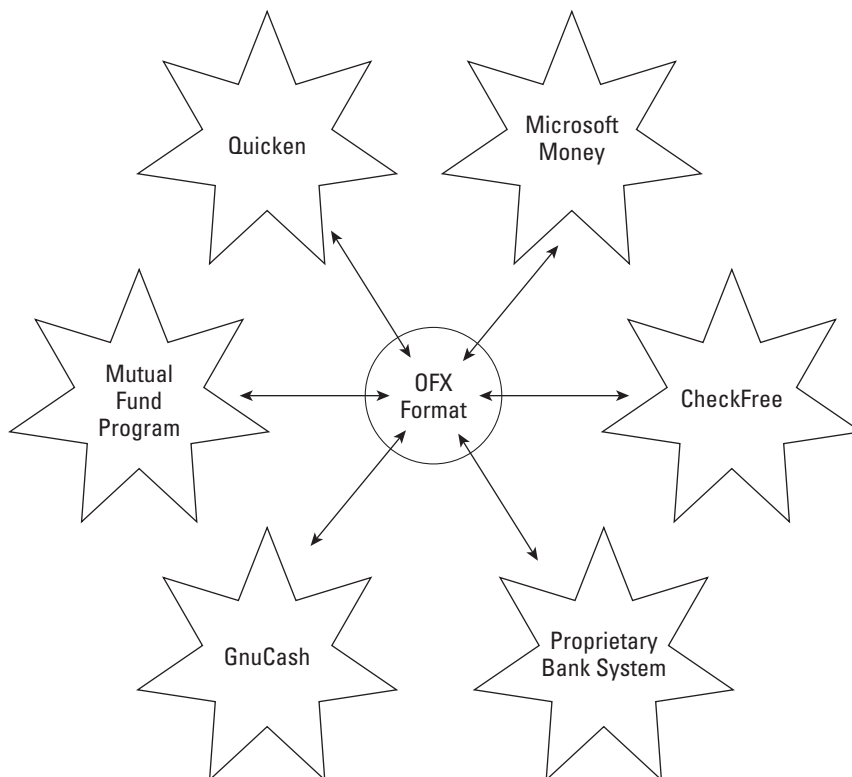 Quicken
Microsoft
Money
Mutual
Fund
Program
OFX
Format
CheckFree
GnuCash
Proprietary
Bank System